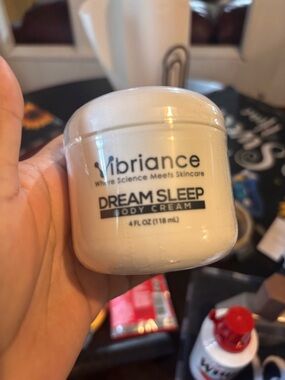 Vibriance
Where Science Meets Skincare
DREAM SLEEP
BODY CREAM
4 FL OZ (118 mL)